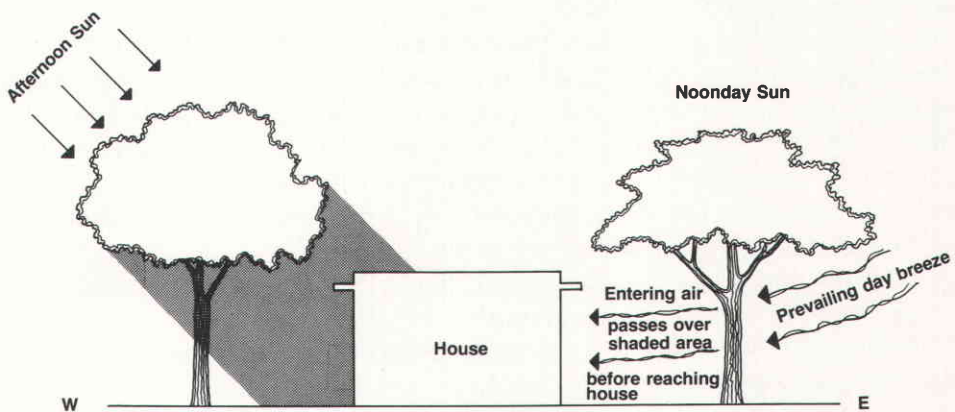 Afternoon Sun
Noonday Sun
Prevailing day breeze
Entering air
passes over
shaded area
before reaching
house
House
W
E